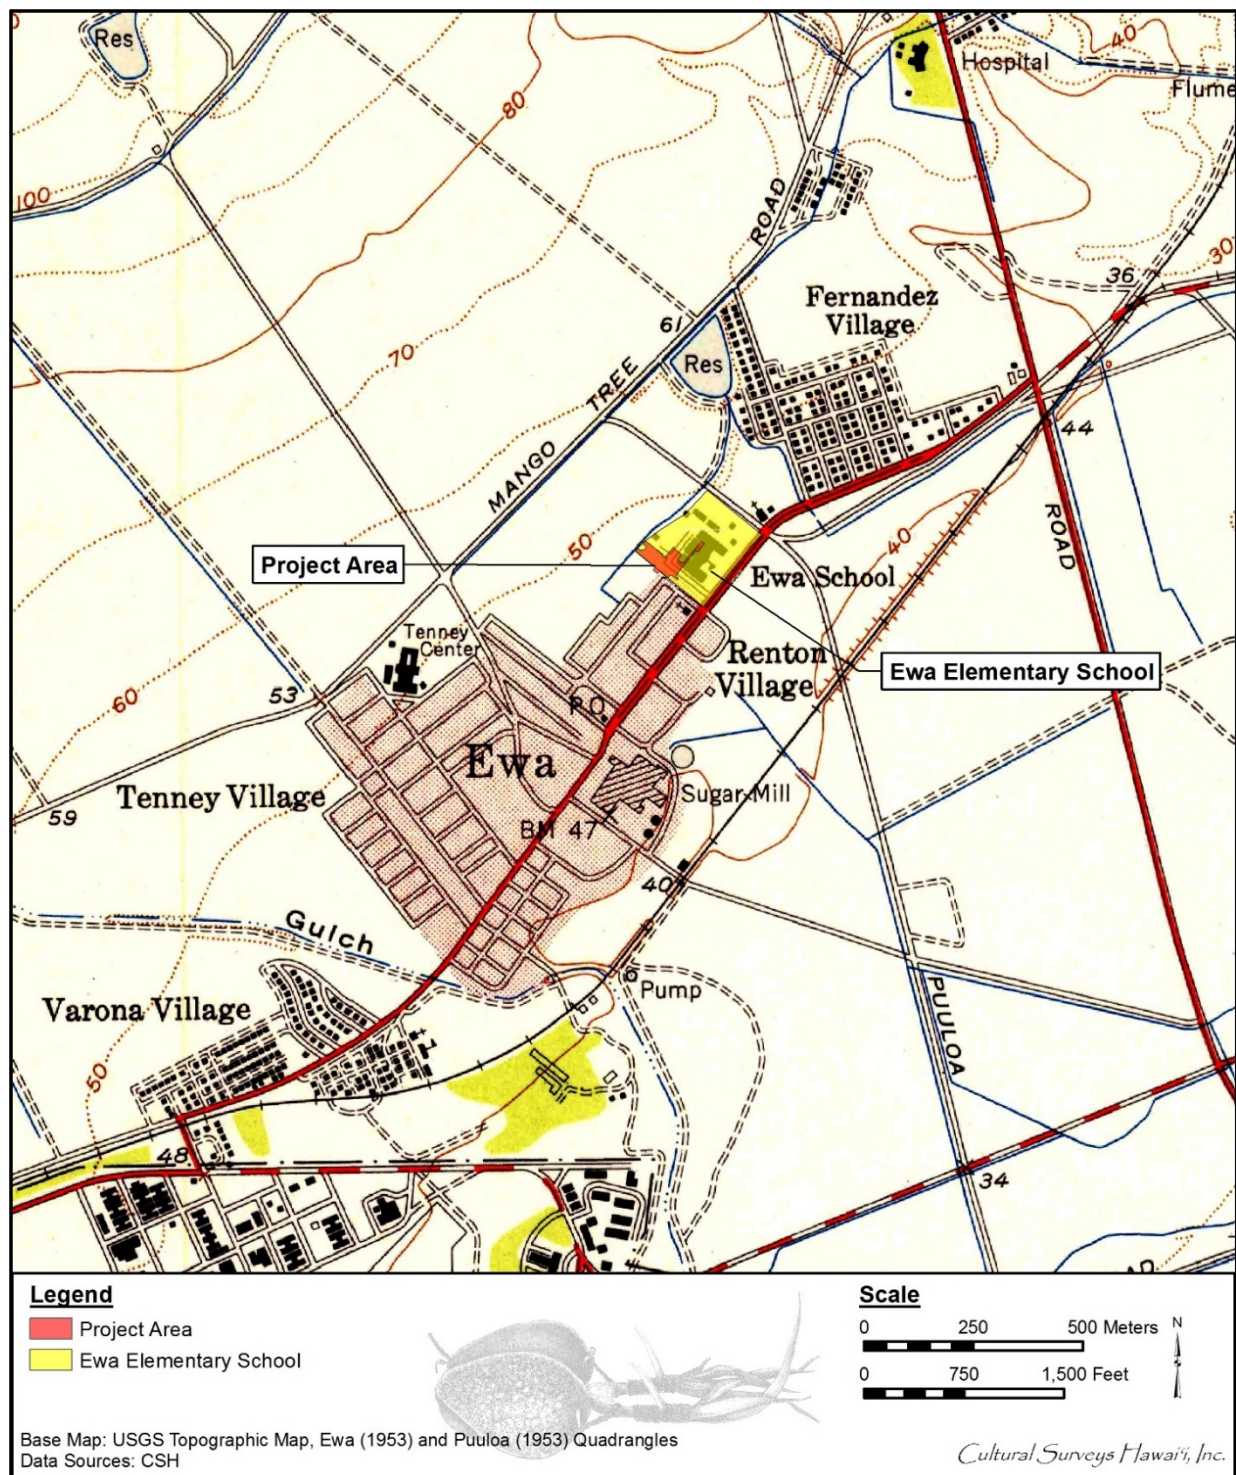 Res
Hospital
40
Flume
80
100
ROAD
36
30
Fernandez
Village
61
Res
70
TREE
44
MANGO
ROAD
50
40
Project Area
Ewa School
Tenney
Center
Renton
Village
Ewa Elementary School
60
53
P.O.
Ewa
Tenney Village
Sugar Mill
59
BM 47
40
Gulch
Pump
Varona Village
PUULOA
50
48
34
Legend
Project Area
Ewa Elementary School
Scale
0 250 500 Meters
0 750 1,500 Feet
N
Base Map: USGS Topographic Map, Ewa (1953) and Puuloa (1953) Quadrangles
Data Sources: CSH
Cultural Surveys Hawai‘i, Inc.